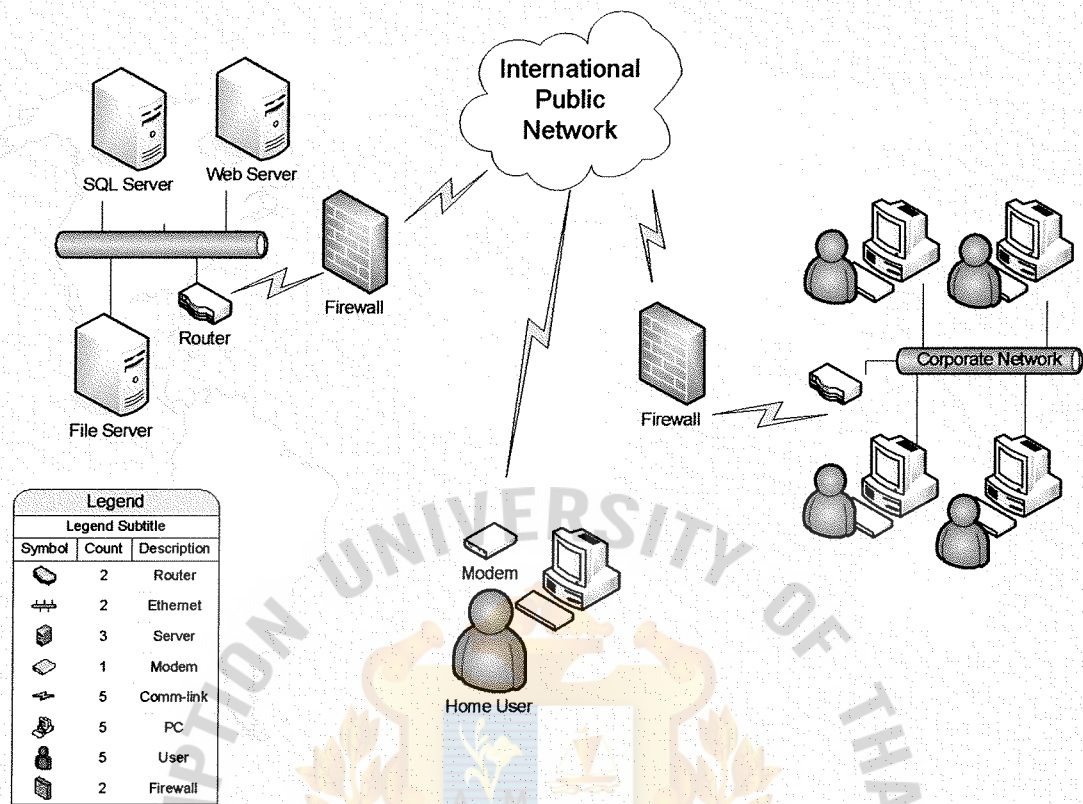 International
Public
Network
SQL Server
Web Server
Firewall
Router
File Server
Firewall
Corporate Network
Modem
Home User
Legend
Legend Subtitle
Symbol Count Description
2 Router
2 Ethernet
3 Server
1 Modem
5 Comm-link
5 PC
5 User
2 Firewall
UNIVERSITY OF